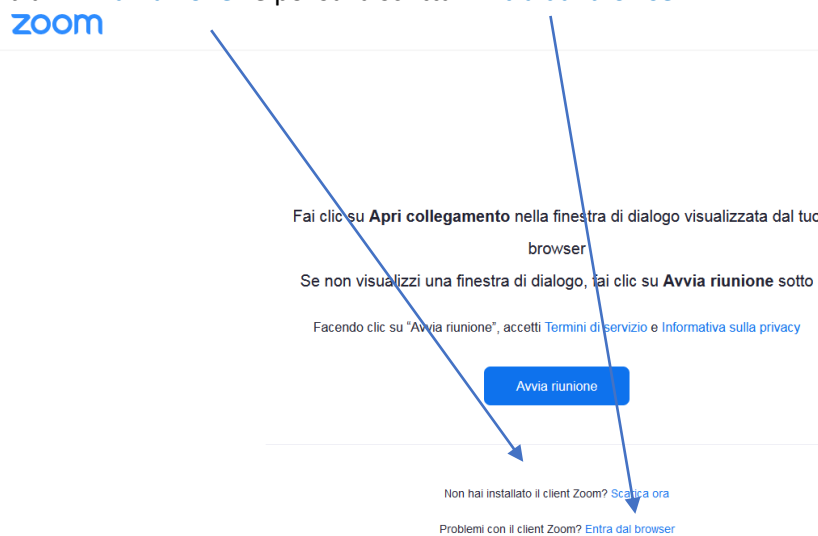 zoom
Fai clic su Apri collegamento nella finestra di dialogo visualizzata dal tuo
browser
Se non visualizzi una finestra di dialogo, fai clic su Avvia riunione sotto
Facendo clic su “Avvia riunione”, accetti Termini di servizio e Informativa sulla privacy
Avvia riunione
Non hai installato il client Zoom? Scarica ora
Problemi con il client Zoom? Entra dal browser